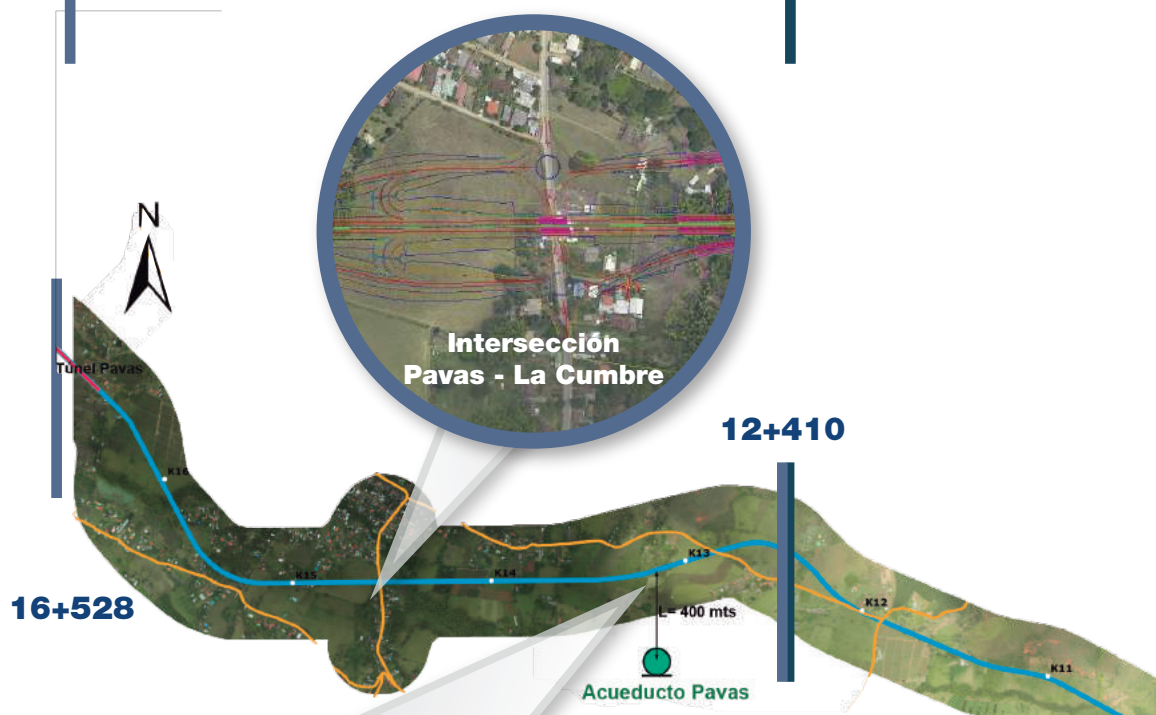 N
Intersección
Pavas - La Cumbre
Túnel Pavas
12+410
K16
K15
K14
K13
K12
K11
16+528
L= 400 mts
Acueducto Pavas